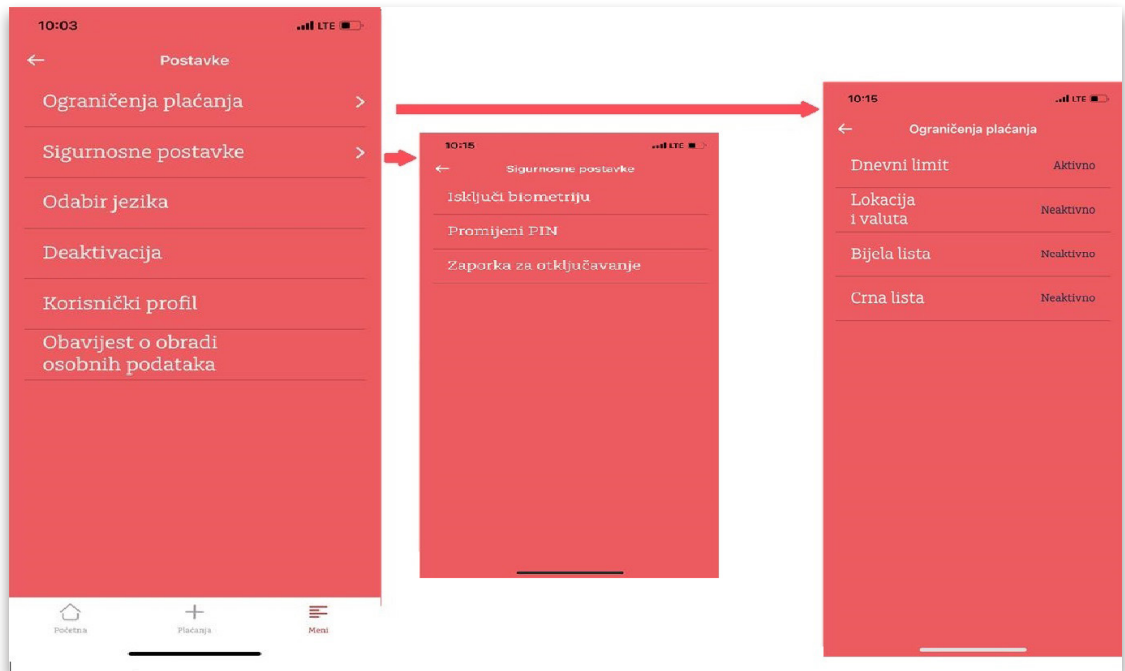 10:03
LTE
Postavke
Ograničenja plaćanja
Sigurnosne postavke
Odabir jezika
Deaktivacija
Korisnički profil
Obavijest o obradi
osobnih podataka
Početna
Plaćanja
Meni
10:15
LTE
Sigurnosne postavke
Isključi biometriju
Promijeni PIN
Zaporka za otključavanje
10:15
LTE
Ograničenja plaćanja
Dnevni limit Aktivno
Lokacija
i valuta Neaktivno
Bijela lista Neaktivno
Crna lista Neaktivno